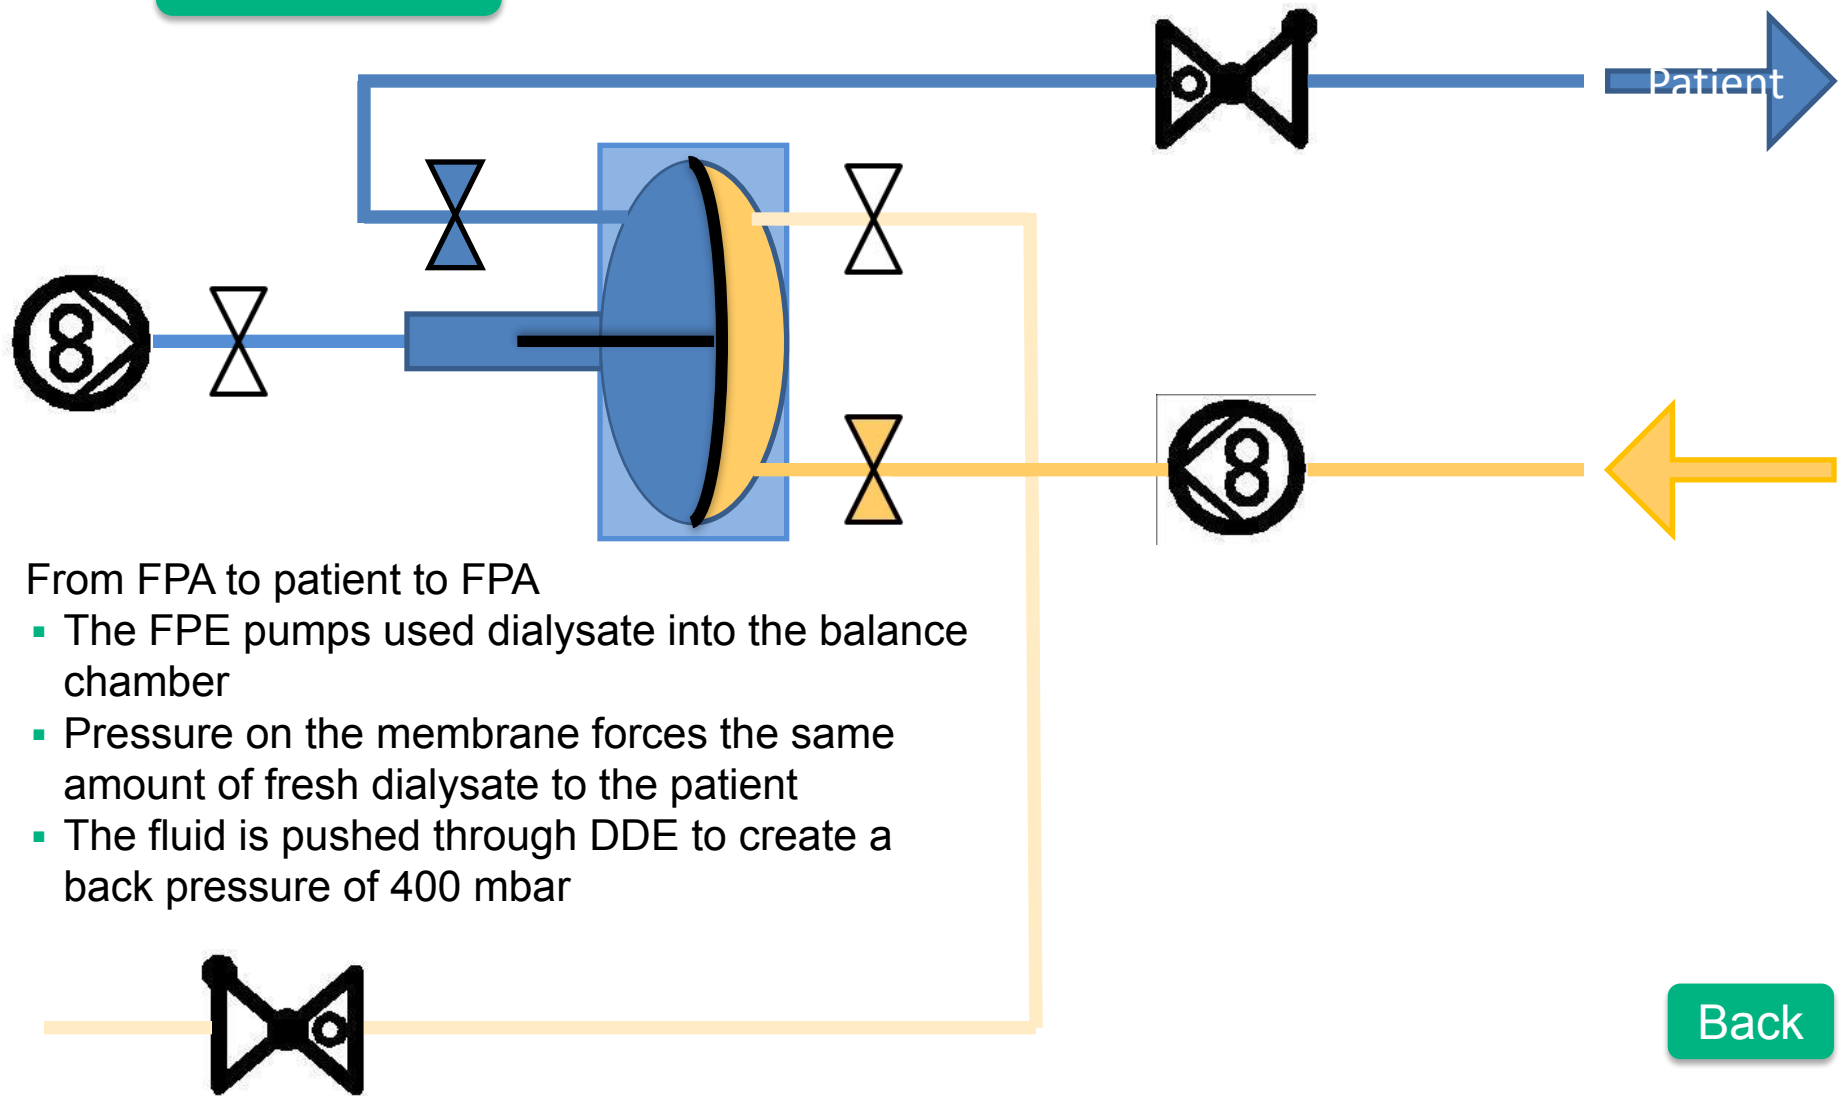 Patient
From FPA to patient to FPA
▪ The FPE pumps used dialysate into the balance
chamber
▪ Pressure on the membrane forces the same
amount of fresh dialysate to the patient
▪ The fluid is pushed through DDE to create a
back pressure of 400 mbar
Back